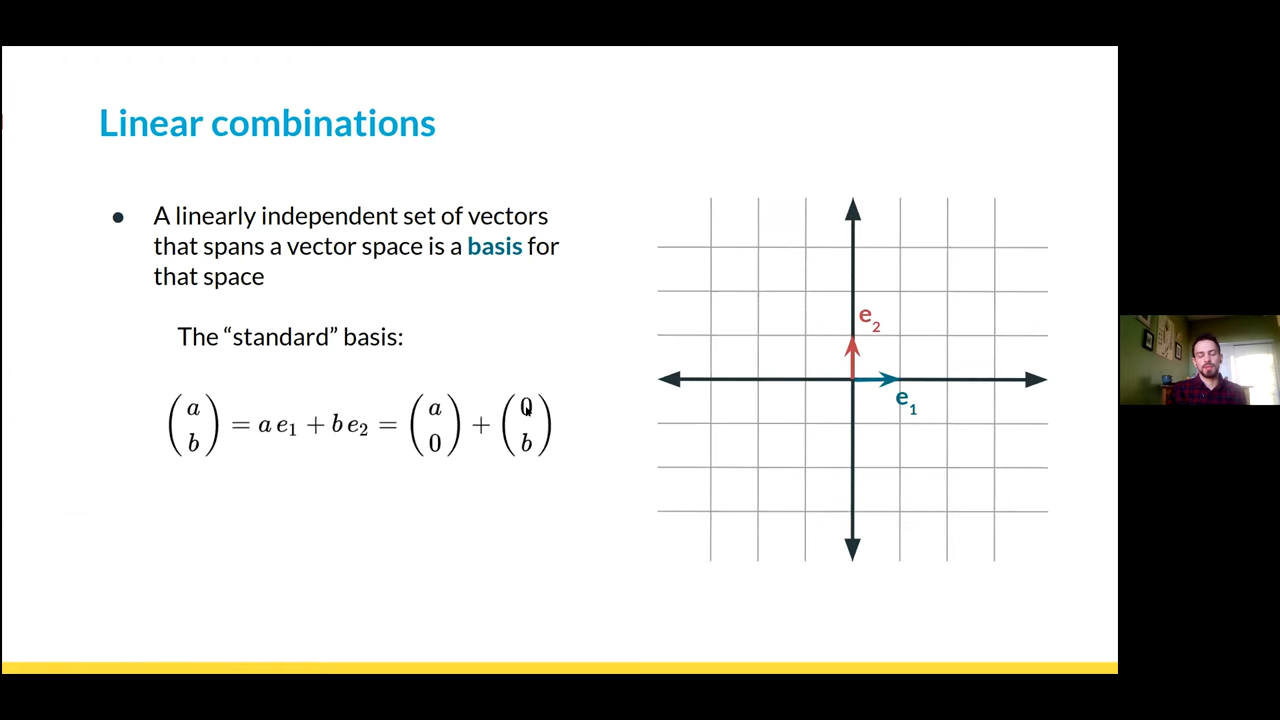 Linear combinations
● A linearly independent set of vectors
that spans a vector space is a basis for
that space
The “standard” basis:
(a b) = a e₁ + b e₂ = (a 0) + (0 b)
e₂
e₁